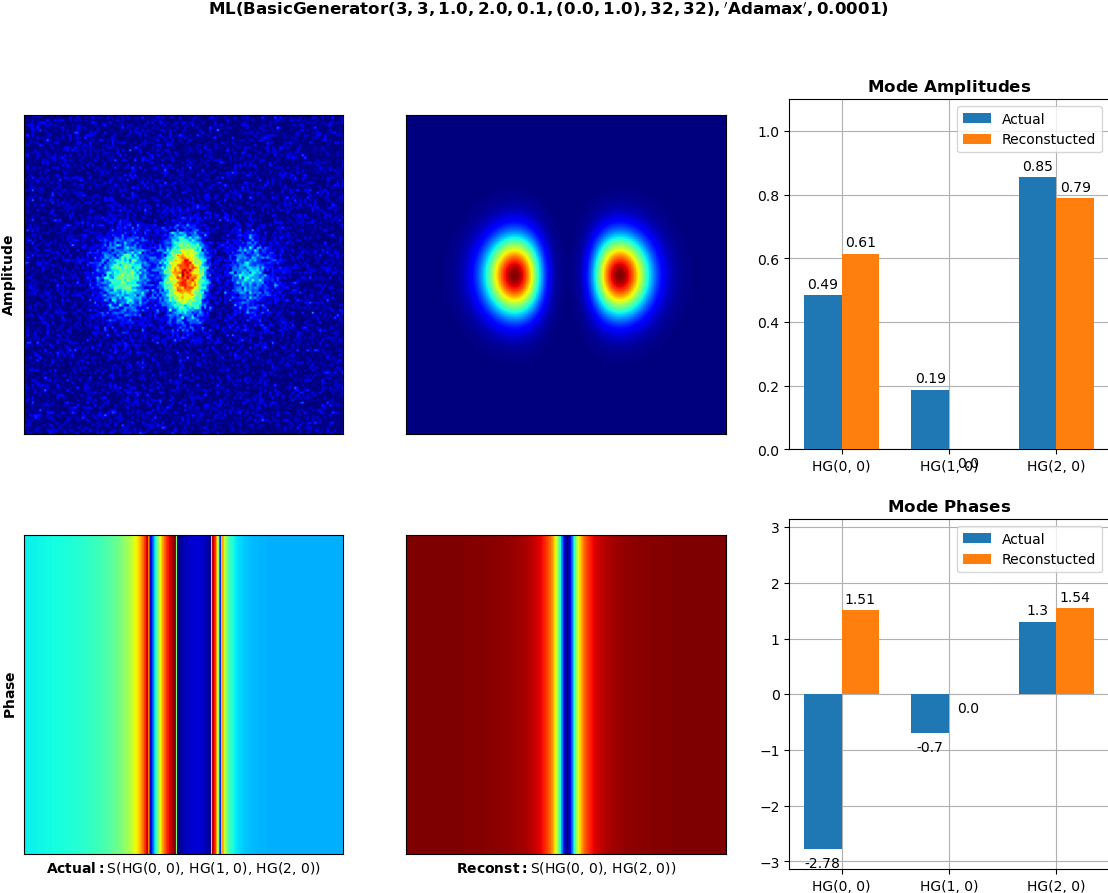 ML(BasicGenerator(3, 3, 1.0, 2.0, 0.1, (0.0, 1.0), 32, 32), ′Adamax′, 0.0001)
Amplitude
Mode Amplitudes
Actual
Reconstucted
1.0
0.8
0.6
0.4
0.2
0.0
0.49
0.61
0.19
0.0
0.85
0.79
HG(0, 0)
HG(1, 0)
HG(2, 0)
Phase
Actual: S(HG(0, 0), HG(1, 0), HG(2, 0))
Reconst: S(HG(0, 0), HG(2, 0))
Mode Phases
Actual
Reconstucted
3
2
1
0
−1
−2
−3
-2.78
1.51
-0.7
0.0
1.3
1.54
HG(0, 0)
HG(1, 0)
HG(2, 0)